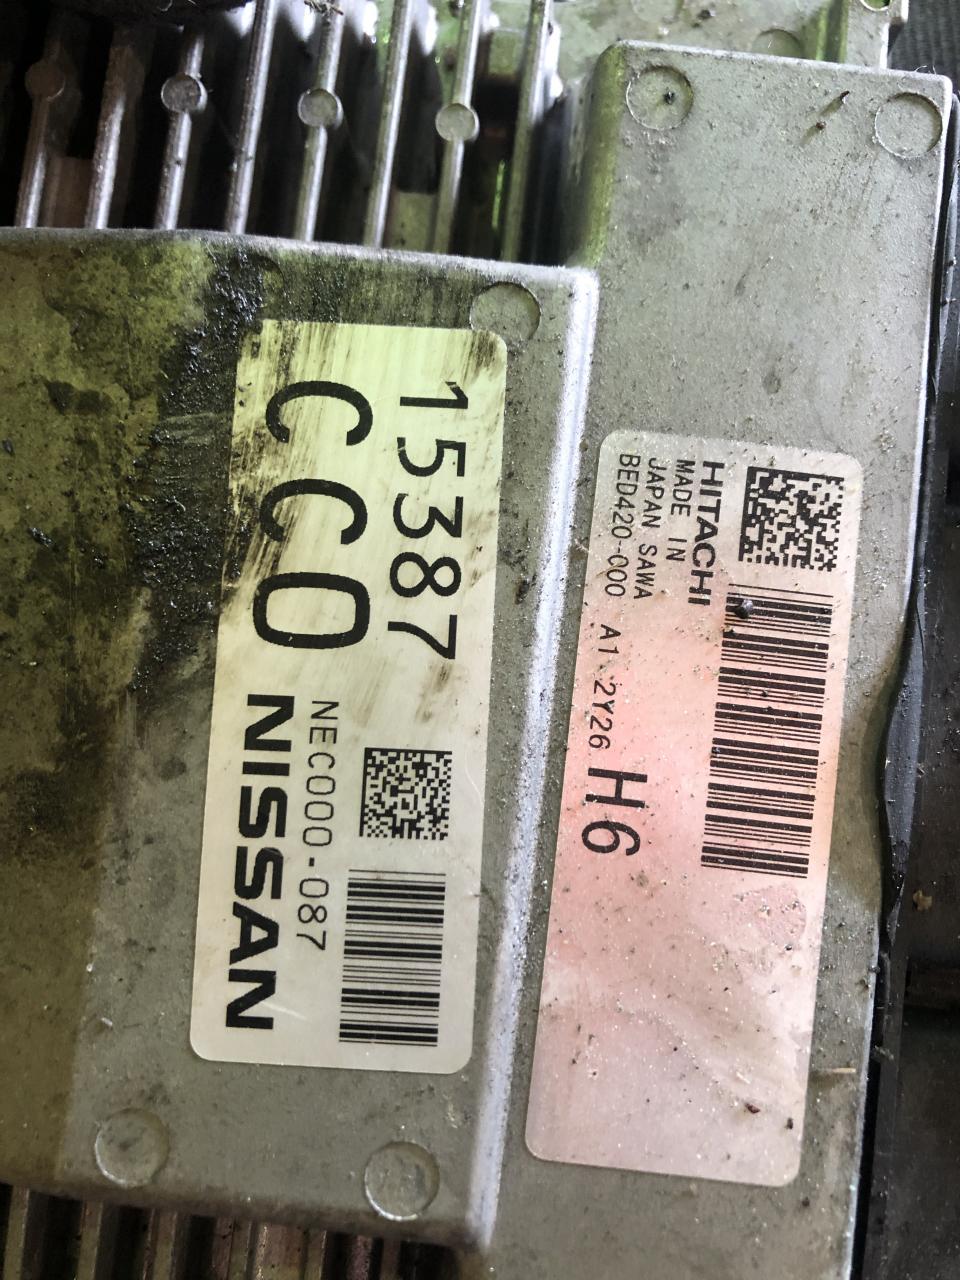 15387
CC0
NEC000-087
NISSAN
HITACHI
MADE IN
JAPAN SAWA
BED420-000 A1 2Y26 H6